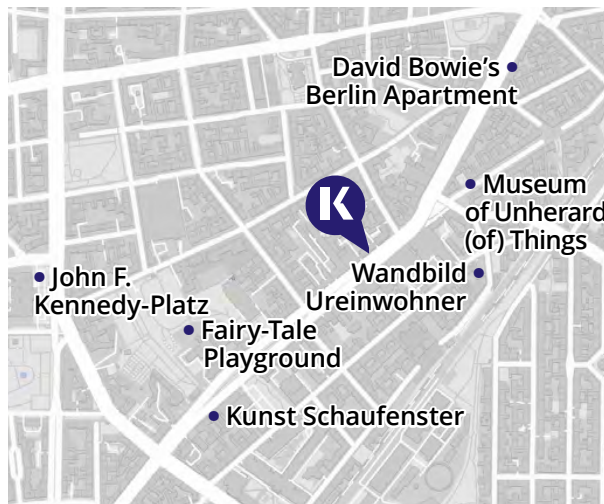 David Bowie's
Berlin Apartment
Museum
of Unherard
(of) Things
K
Wandbild
Ureinwohner
John F.
Kennedy-Platz
Fairy-Tale
Playground
Kunst Schaufenster